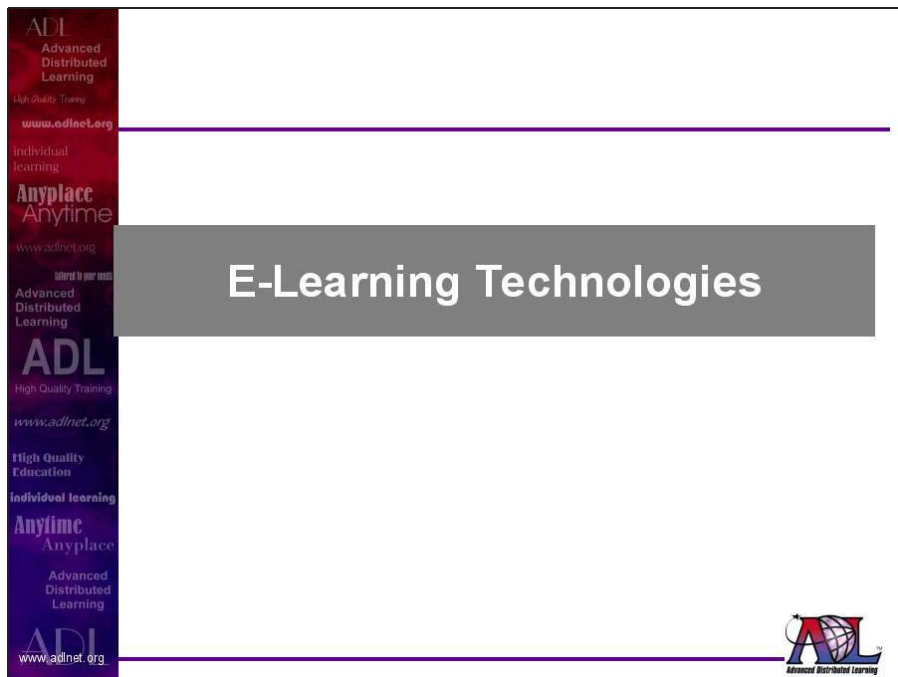 ADL
Advanced
Distributed
Learning
High Quality Training
www.adlnet.org
individual
learning
Anyplace
Anytime
www.adlnet.org
tailored to your needs
Advanced
Distributed
Learning
ADL
High Quality Training
www.adlnet.org
High Quality
Education
individual learning
Anytime
Anyplace
Advanced
Distributed
Learning
ADL
www.adlnet.org
E-Learning Technologies
ADL
TM
Advanced Distributed Learning